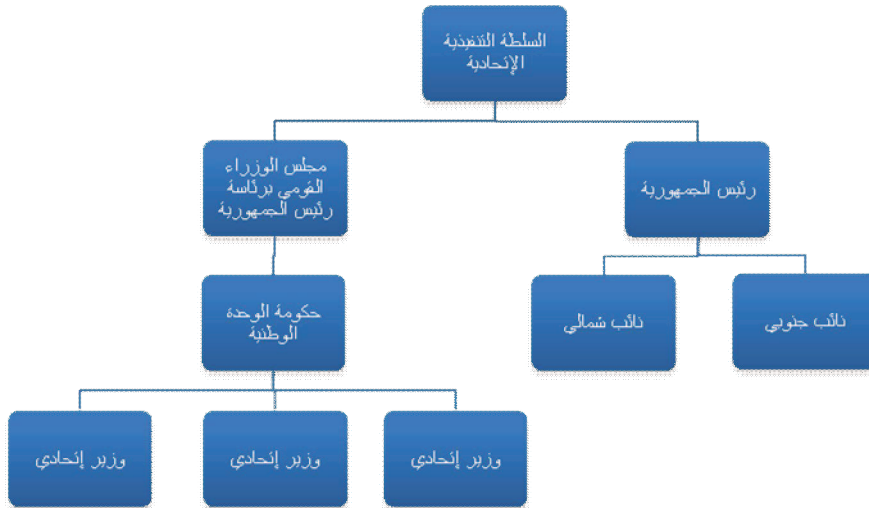 السلطة التنفيذية
الإتحادية
رئيس الجمهورية
مجلس الوزراء
القومي برئاسة
رئيس الجمهورية
نائب جنوبي
نائب شمالي
حكومة الوحدة
الوطنية
وزير إتحادي
وزير إتحادي
وزير إتحادي